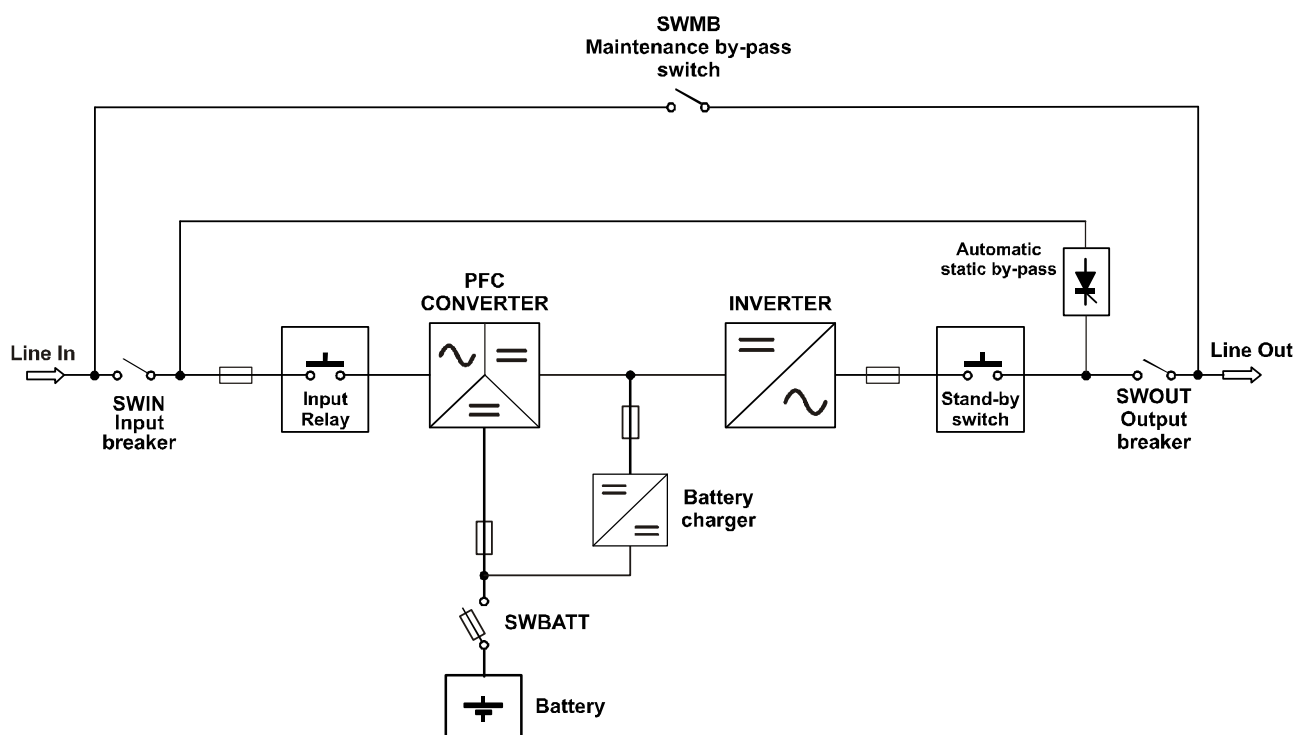 SWMB
Maintenance by-pass
switch
Automatic
static by-pass
PFC
CONVERTER
INVERTER
Line In
Line Out
SWIN
Input
breaker
Input
Relay
Stand-by
switch
SWOUT
Output
breaker
Battery
charger
SWBATT
Battery